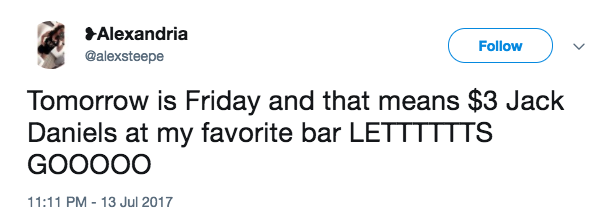 ❥Alexandria
@alexsteepe
Follow
Tomorrow is Friday and that means $3 Jack
Daniels at my favorite bar LETTTTTTS
GOOOOO
11:11 PM - 13 Jul 2017